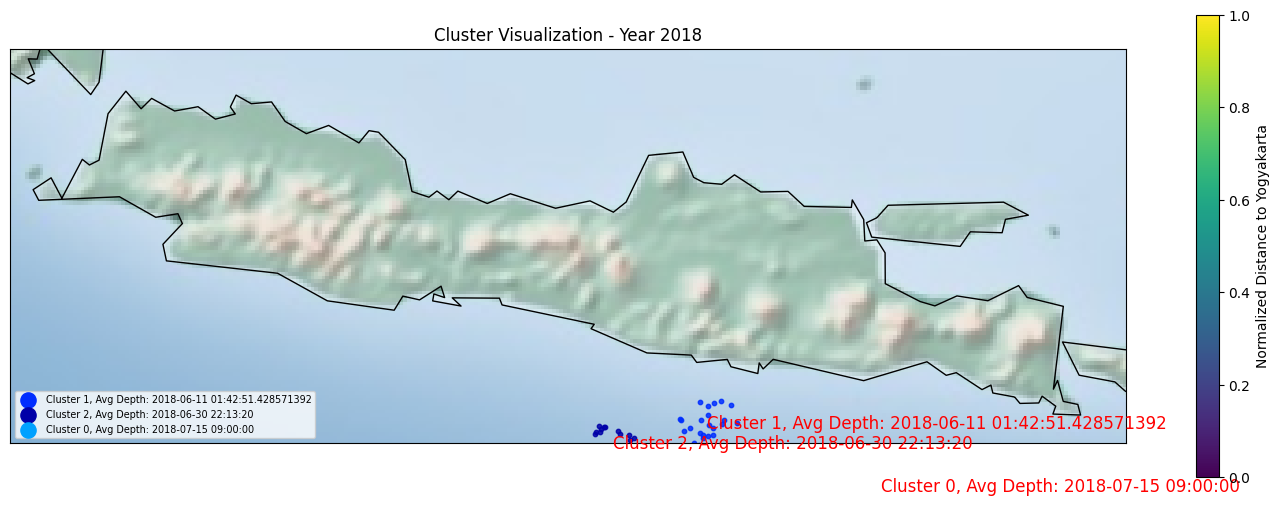 Cluster Visualization - Year 2018
1.0
0.8
0.6
0.4
0.2
0.0
Normalized Distance to Yogyakarta
Cluster 1, Avg Depth: 2018-06-11 01:42:51.428571392
Cluster 2, Avg Depth: 2018-06-30 22:13:20
Cluster 0, Avg Depth: 2018-07-15 09:00:00
Cluster 1, Avg Depth: 2018-06-11 01:42:51.428571392
Cluster 2, Avg Depth: 2018-06-30 22:13:20
Cluster 0, Avg Depth: 2018-07-15 09:00:00